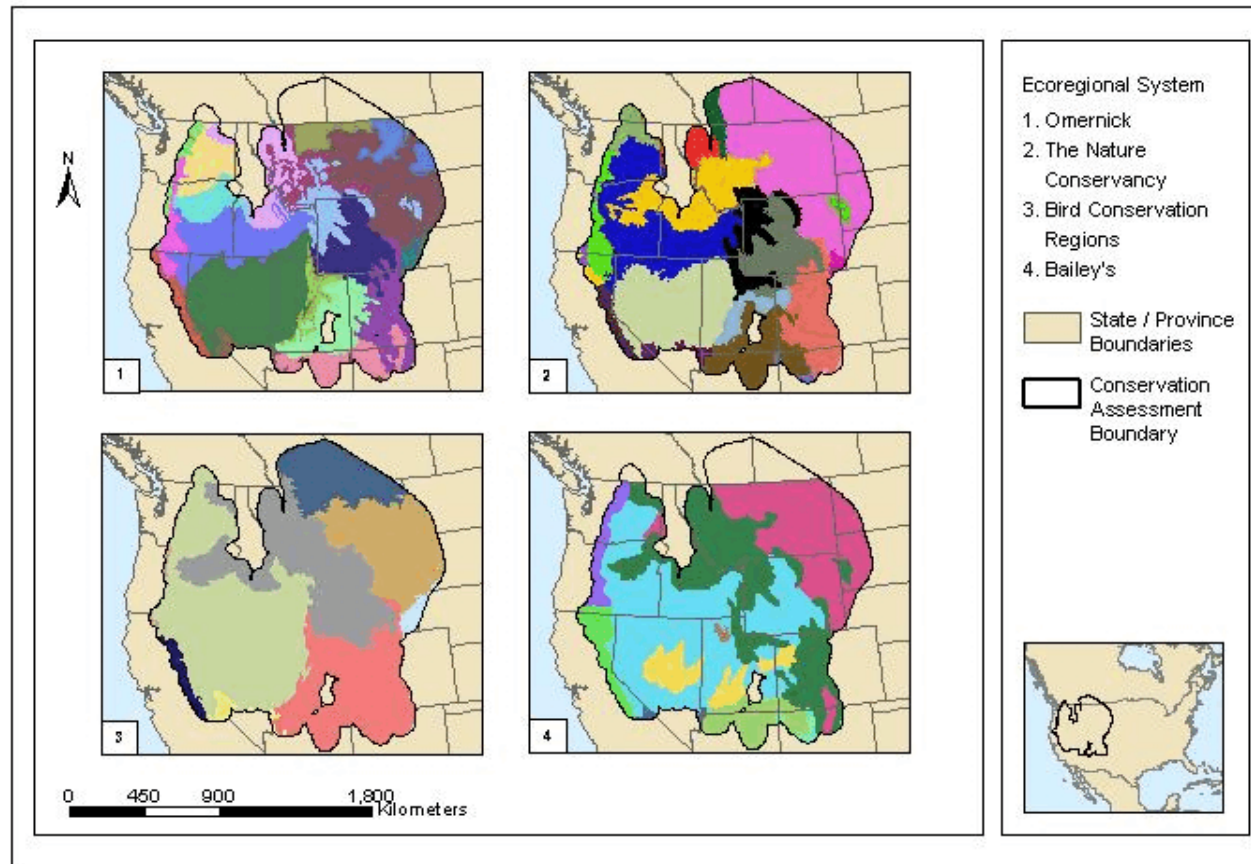 N
1
2
3
4
0 450 900 1,800
Kilometers
Ecoregional System
1. Omernick
2. The Nature
Conservancy
3. Bird Conservation
Regions
4. Bailey's
State / Province
Boundaries
Conservation
Assessment
Boundary